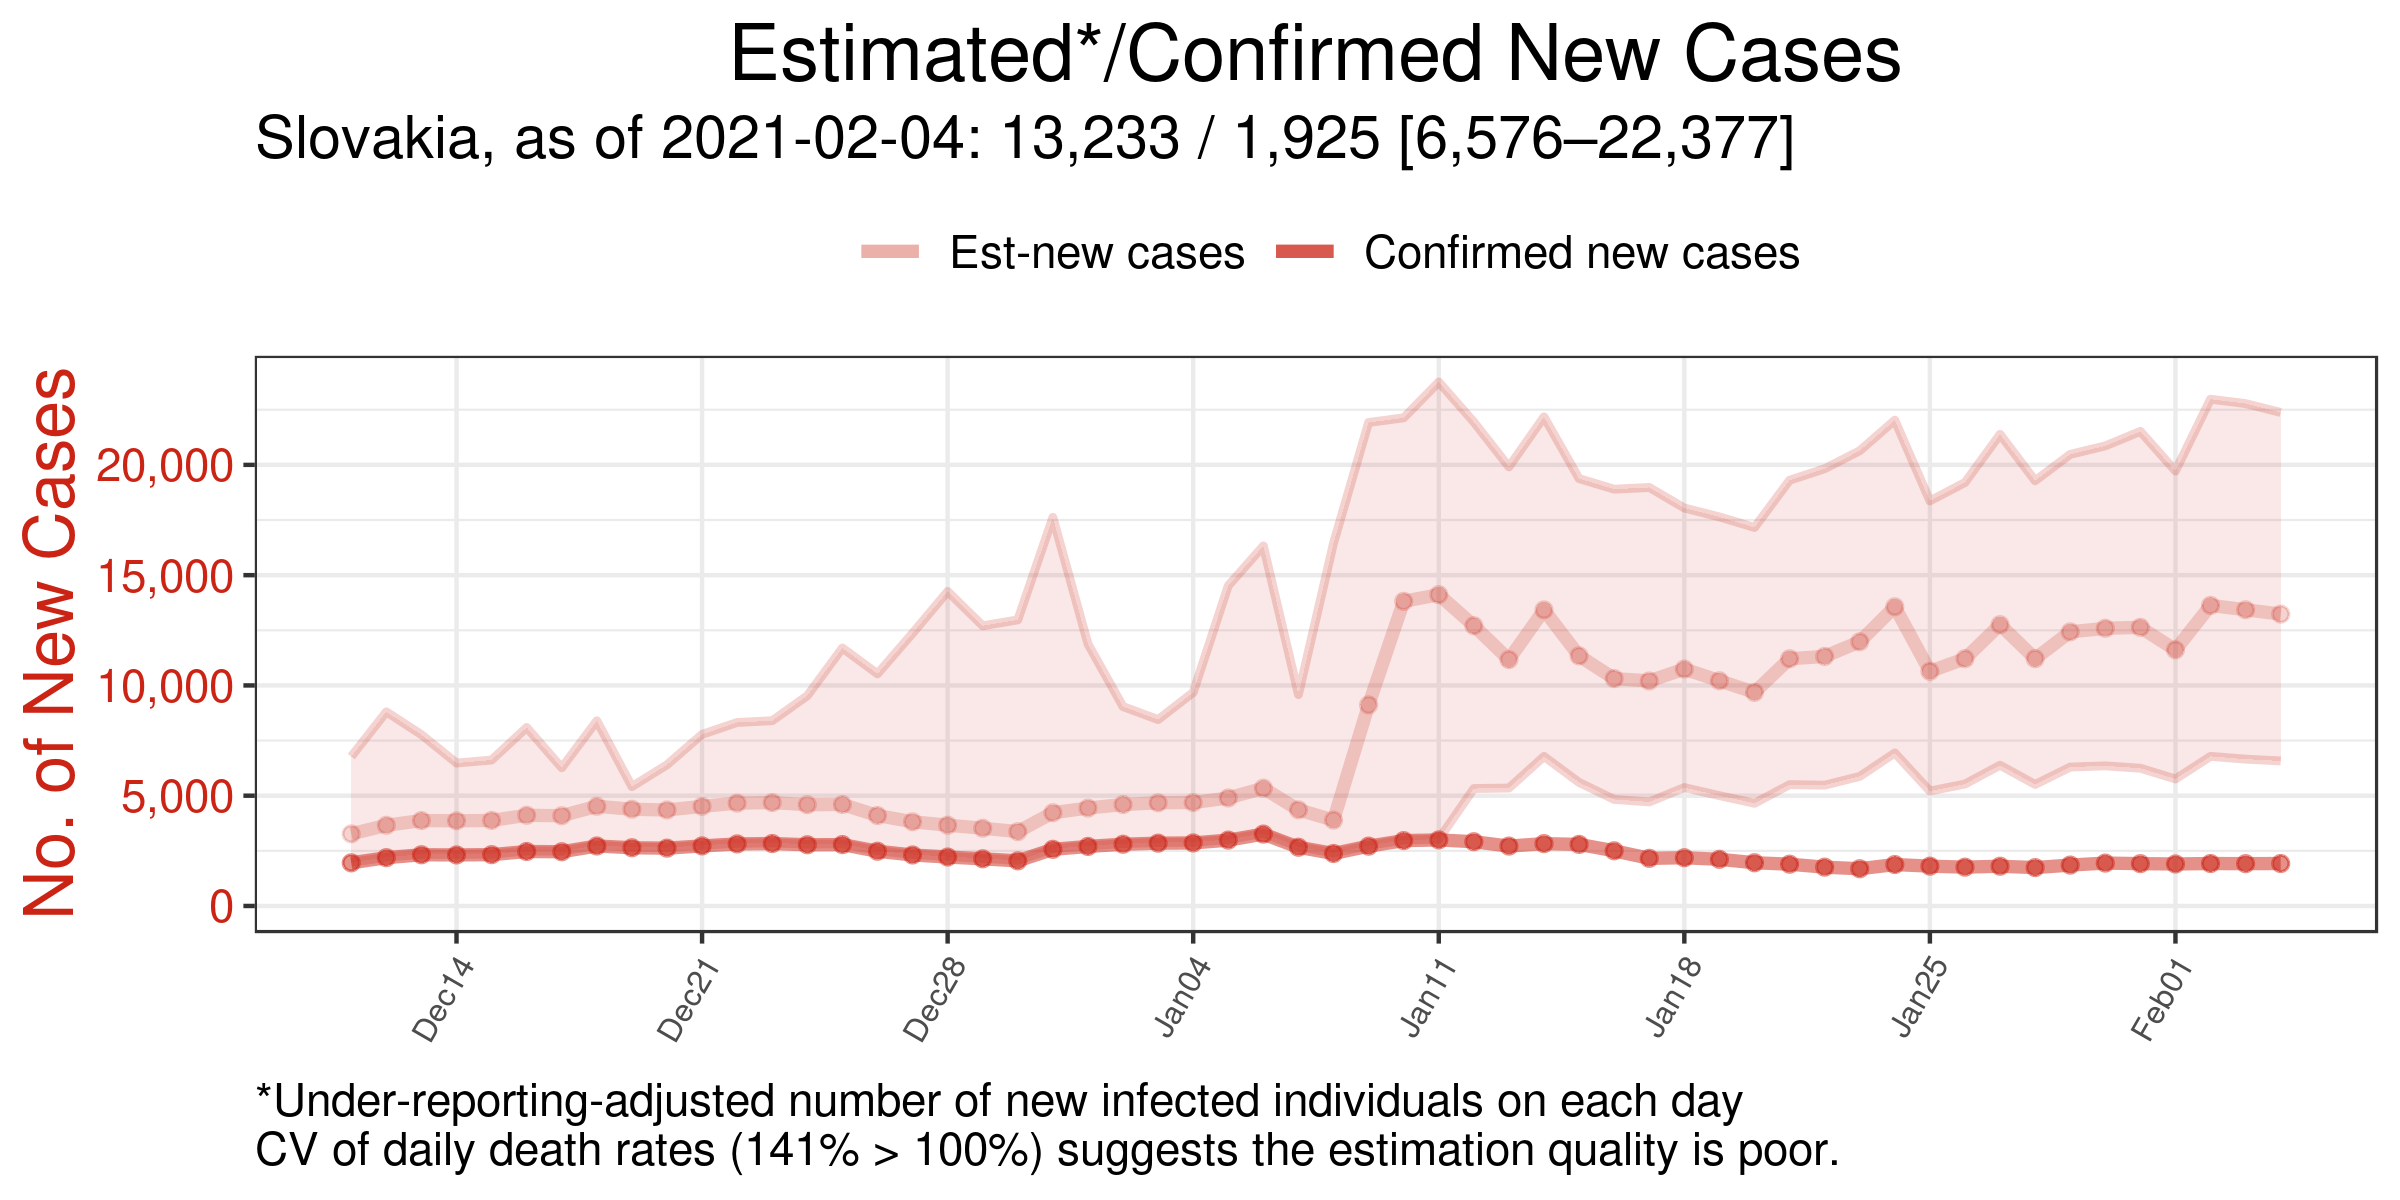 Estimated*/Confirmed New Cases
Slovakia, as of 2021-02-04: 13,233 / 1,925 [6,576–22,377]
Est-new cases
Confirmed new cases
No. of New Cases
20,000
15,000
10,000
5,000
0
Dec14
Dec21
Dec28
Jan04
Jan11
Jan18
Jan25
Feb01
*Under-reporting-adjusted number of new infected individuals on each day
CV of daily death rates (141% > 100%) suggests the estimation quality is poor.